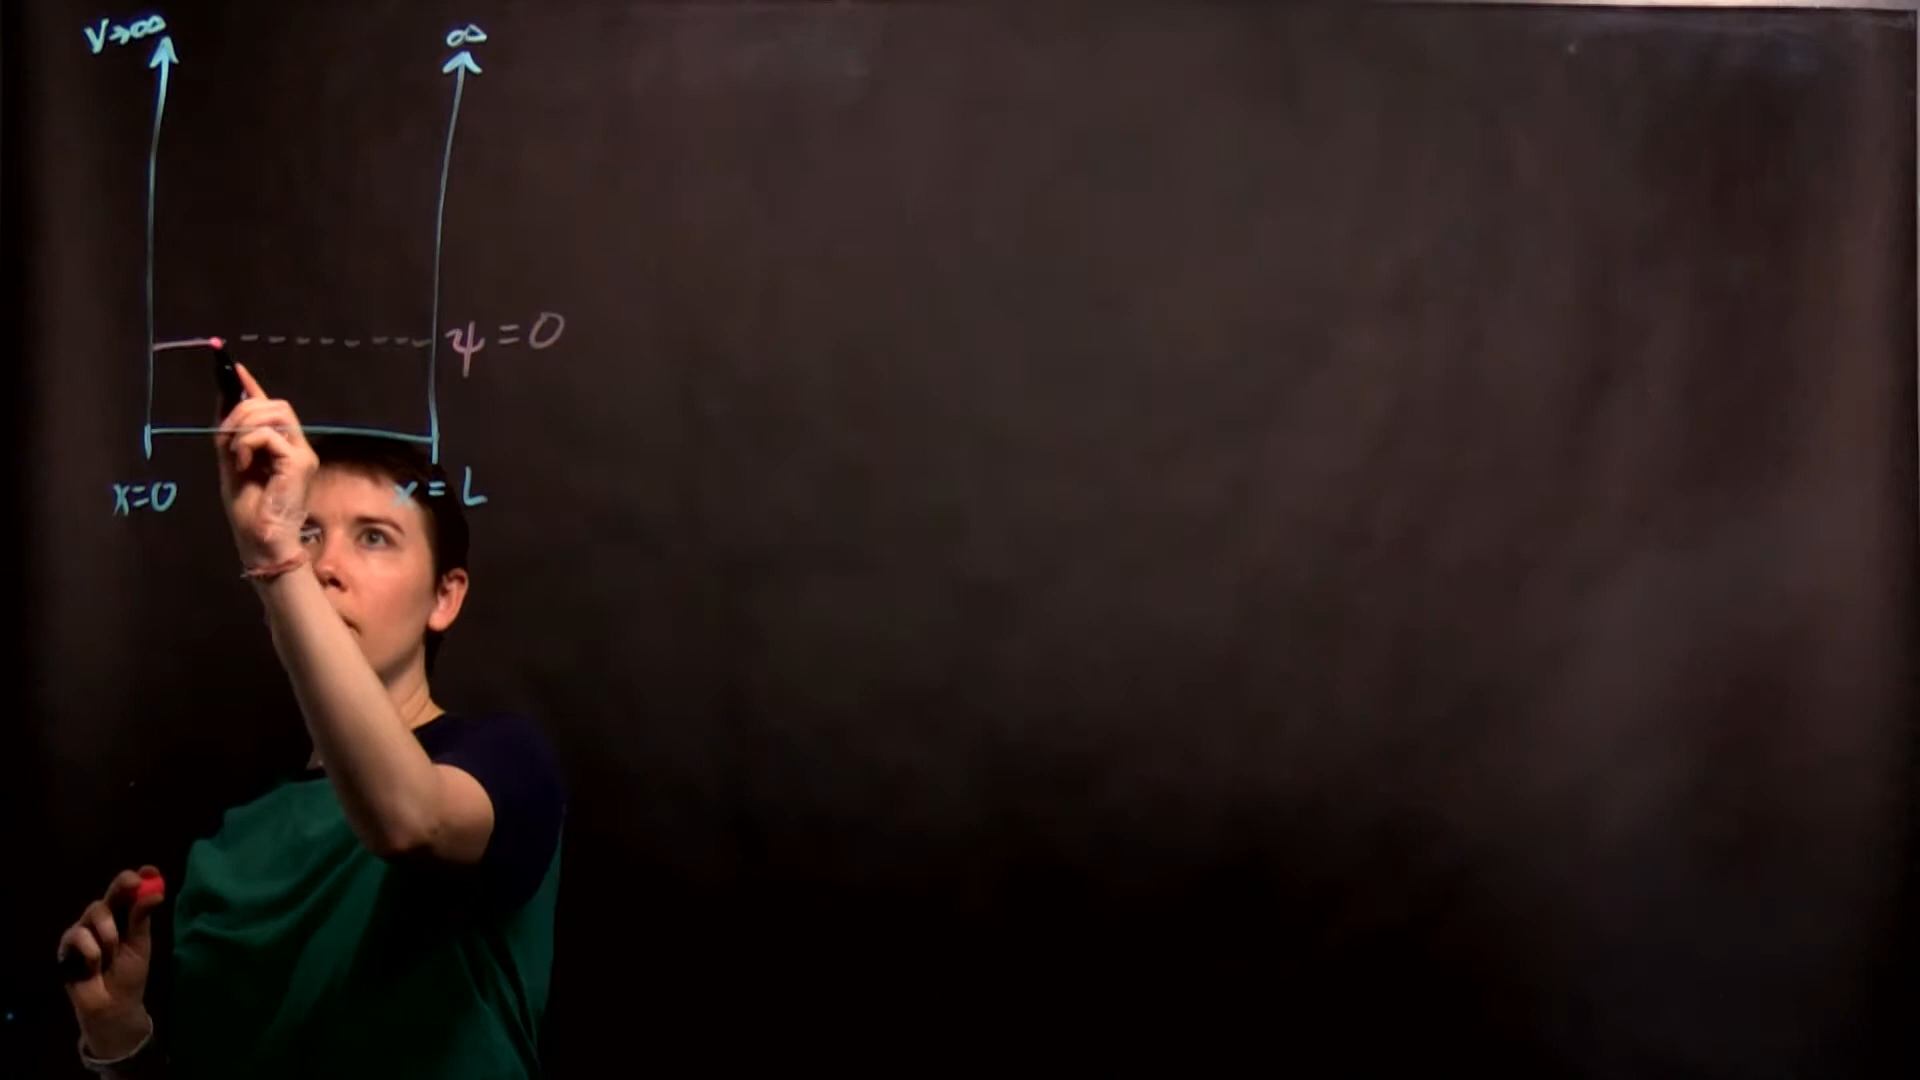 V→∞ ∞
ψ = 0
x=0 x = L